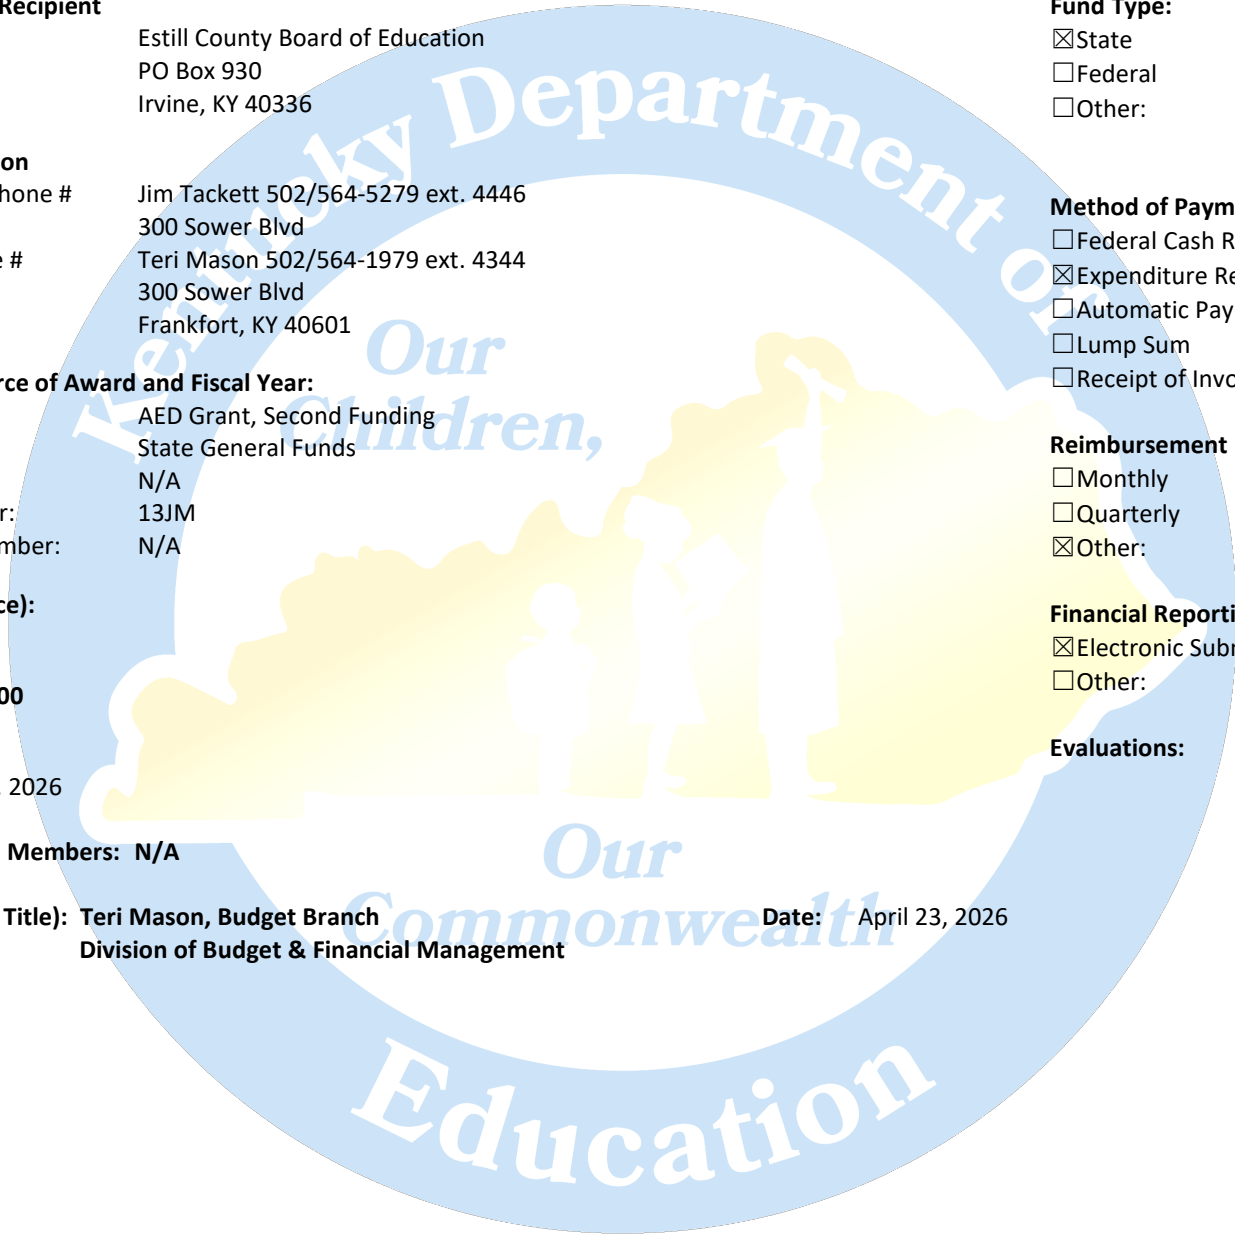 Recipient
Estill County Board of Education
PO Box 930
Irvine, KY 40336
on
hone # Jim Tackett 502/564-5279 ext. 4446
300 Sower Blvd
e # Teri Mason 502/564-1979 ext. 4344
300 Sower Blvd
Frankfort, KY 40601
rce of Award and Fiscal Year:
AED Grant, Second Funding
State General Funds
N/A
r: 13JM
mber: N/A
ce):
00
, 2026
Members: N/A
Title): Teri Mason, Budget Branch Date: April 23, 2026
Division of Budget & Financial Management
Fund Type:
☒State
☐Federal
☐Other:
Method of Paym
☐Federal Cash R
☒Expenditure Re
☐Automatic Pay
☐Lump Sum
☐Receipt of Invo
Reimbursement
☐Monthly
☐Quarterly
☒Other:
Financial Reporti
☒Electronic Subr
☐Other:
Evaluations:
Kentucky Department of
Education
Our
Children,
Our
Commonwealth